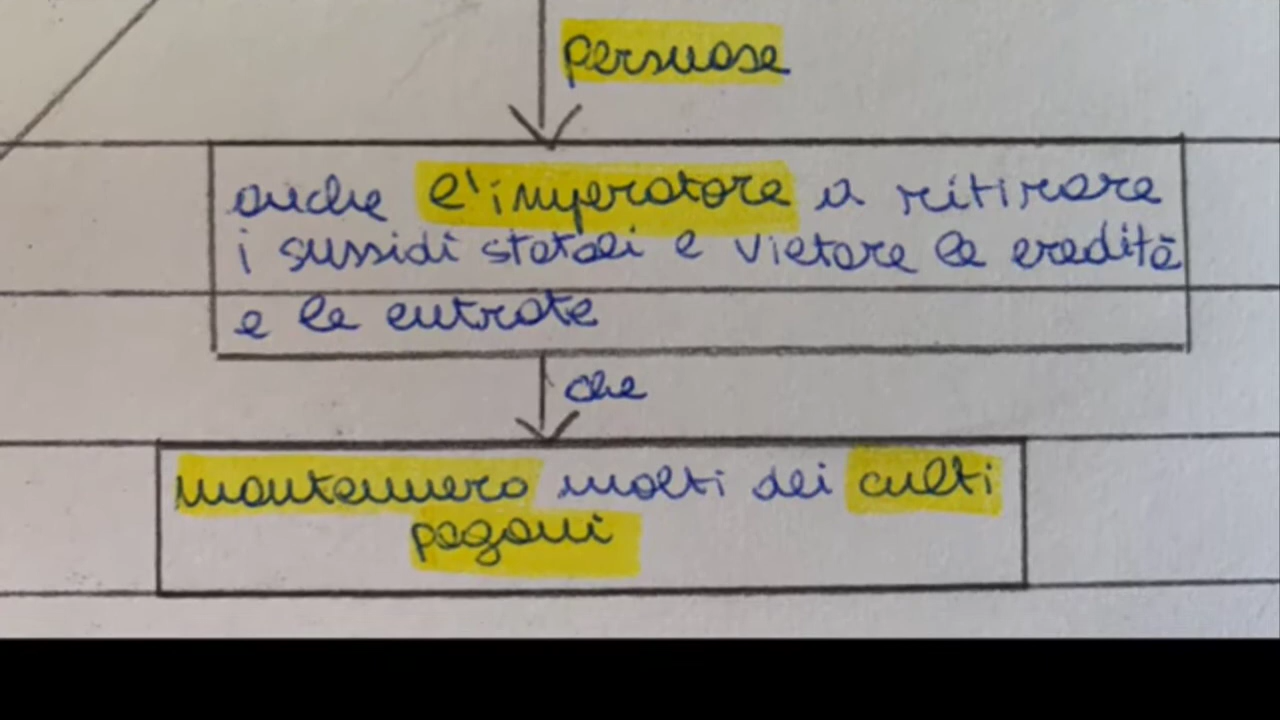 persuase
anche l'imperatore a ritirare
i sussidi statali e vietare le eredità
e le entrate
che
mantennero molti dei culti
pagani